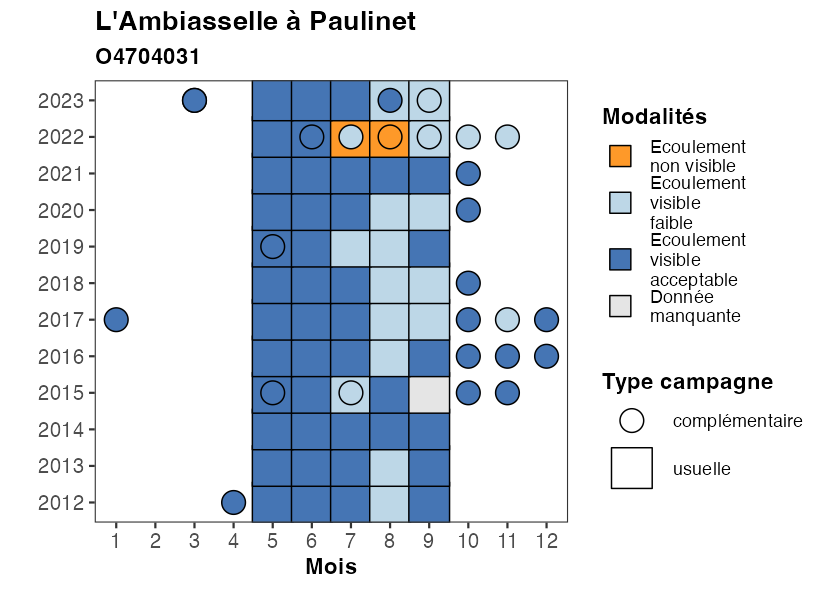 L'Ambiasselle à Paulinet
O4704031
2023
2022
2021
2020
2019
2018
2017
2016
2015
2014
2013
2012
1 2 3 4 5 6 7 8 9 10 11 12
Mois
Modalités
Ecoulement
non visible
Ecoulement
visible
faible
Ecoulement
visible
acceptable
Donnée
manquante
Type campagne
complémentaire
usuelle